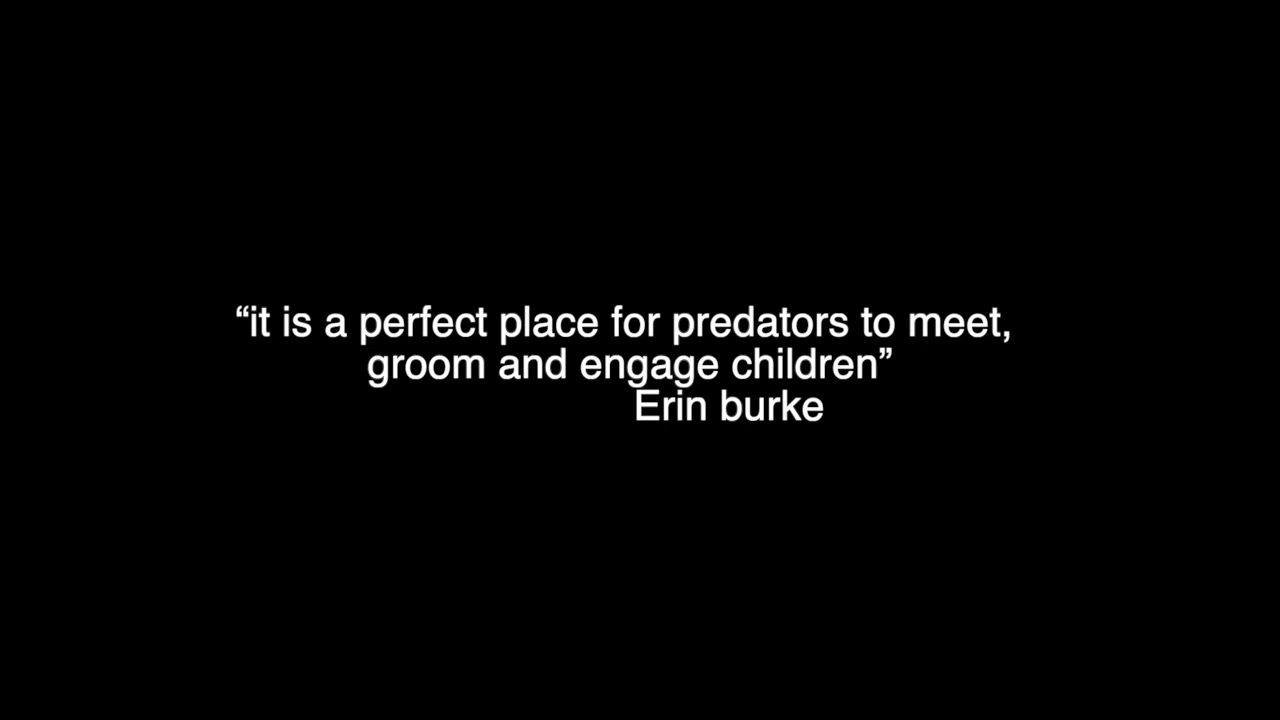 “it is a perfect place for predators to meet,
groom and engage children”
Erin burke